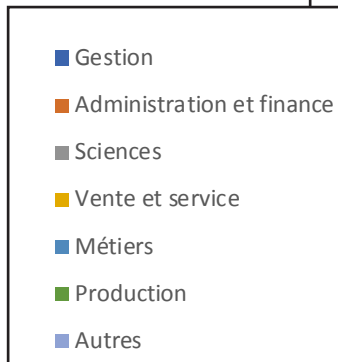 Gestion
Administration et finance
Sciences
Vente et service
Métiers
Production
Autres